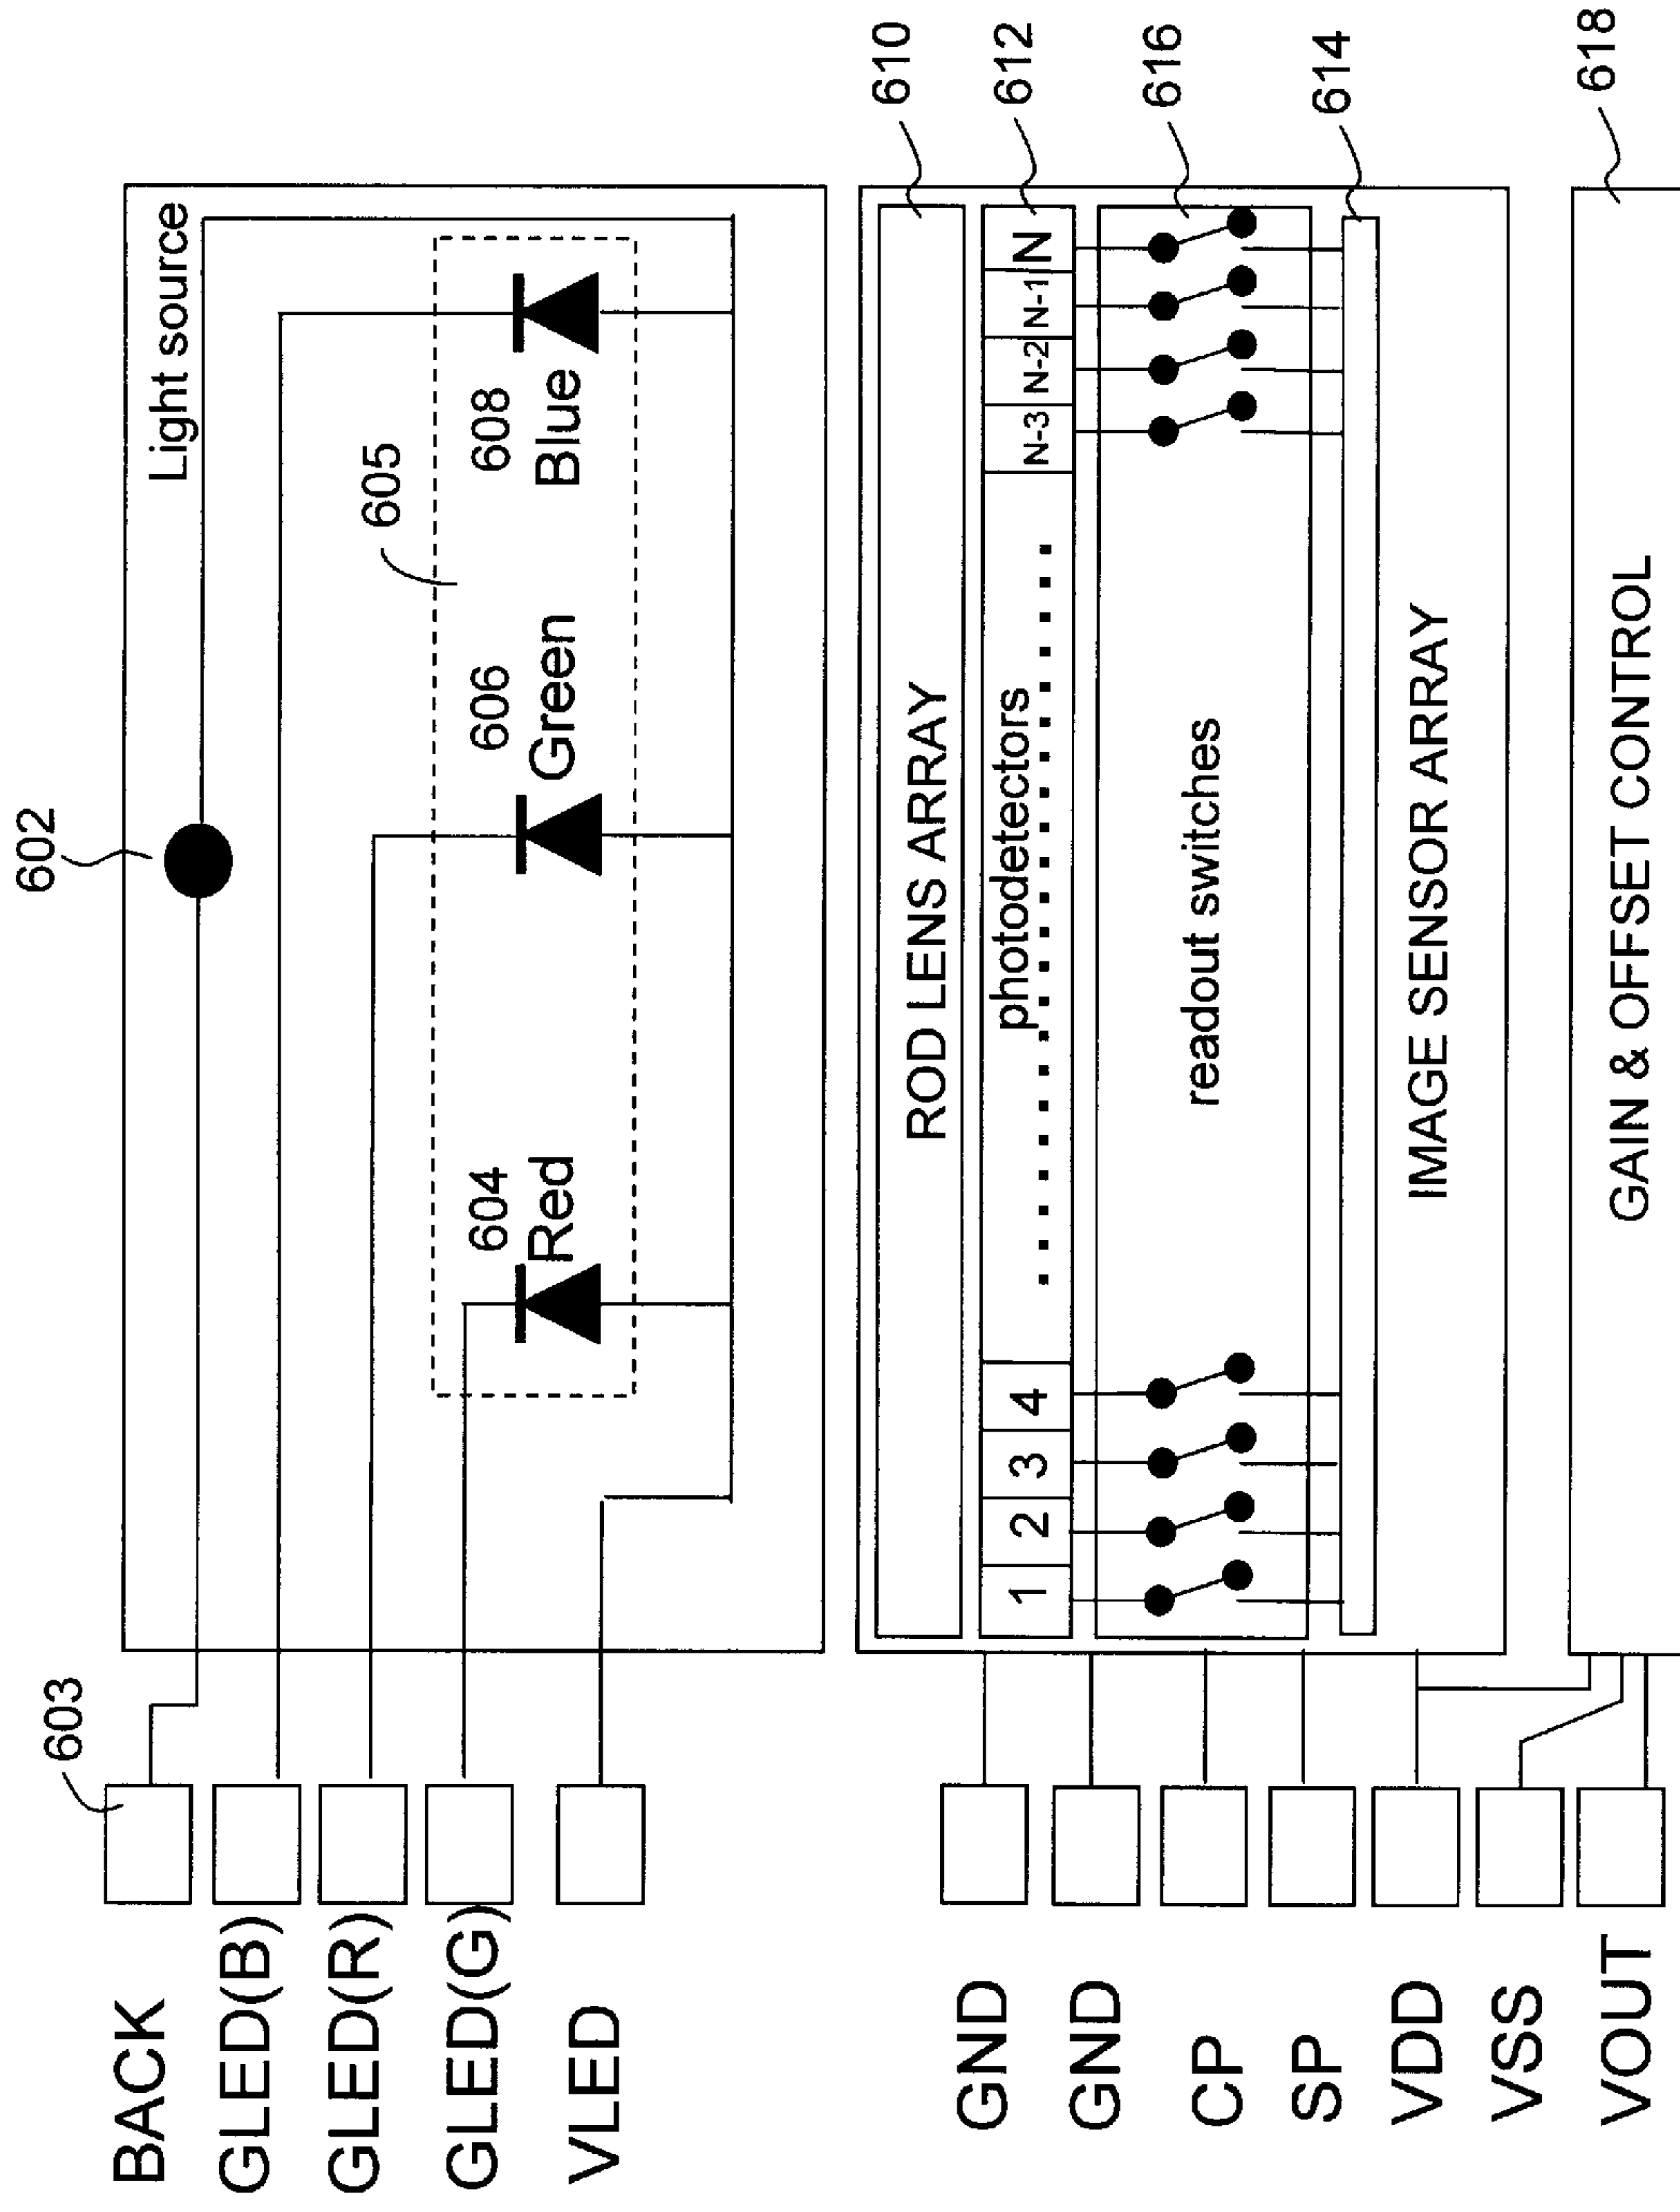 602
Light source
605
604
606
608
Red
Green
Blue
603
BACK
GLED(B)
GLED(R)
GLED(G)
VLED
610
ROD LENS ARRAY
612
photodetectors
1
2
3
4
N-3
N-2
N-1
N
616
readout switches
614
IMAGE SENSOR ARRAY
618
GAIN & OFFSET CONTROL
GND
GND
CP
SP
VDD
VSS
VOUT